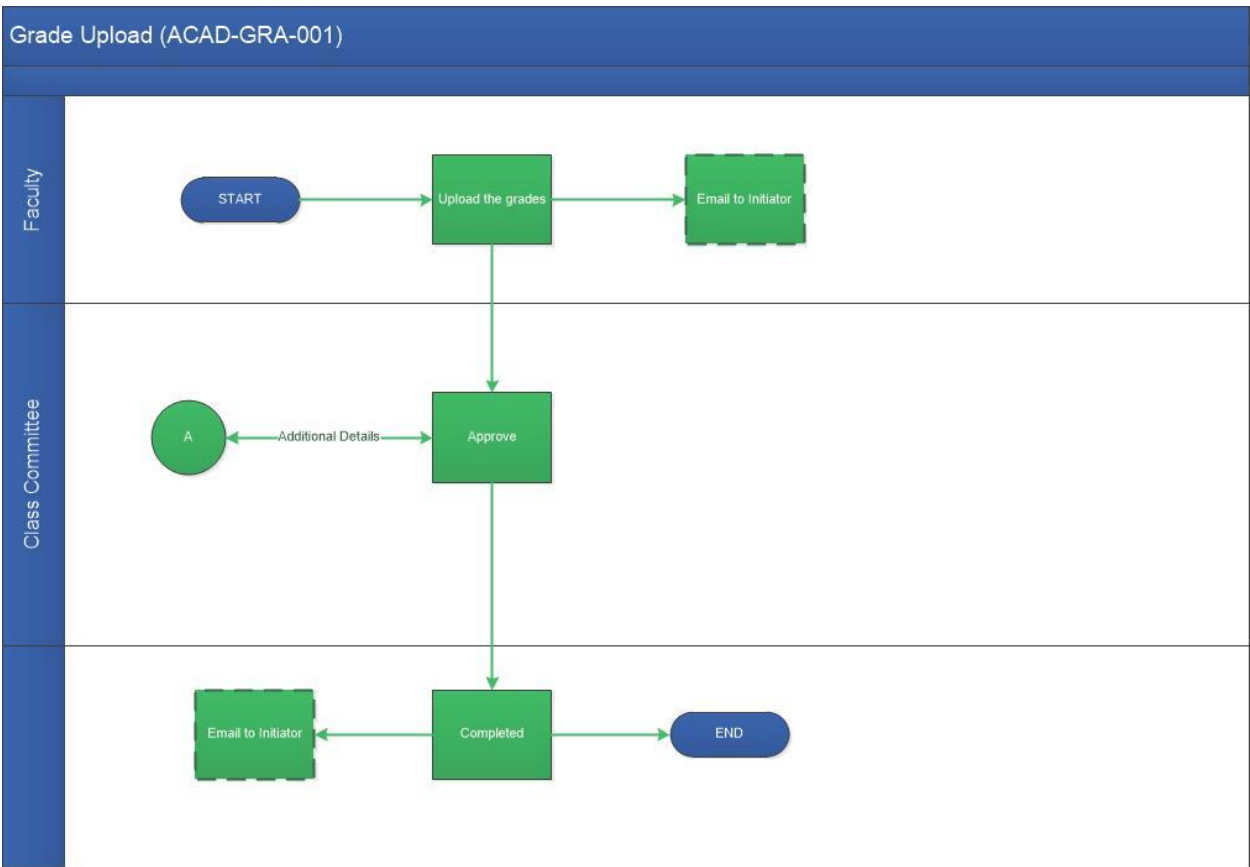 Grade Upload (ACAD-GRA-001)
Faculty
START
Upload the grades
Email to Initiator
Class Committee
A
Additional Details
Approve
Email to Initiator
Completed
END